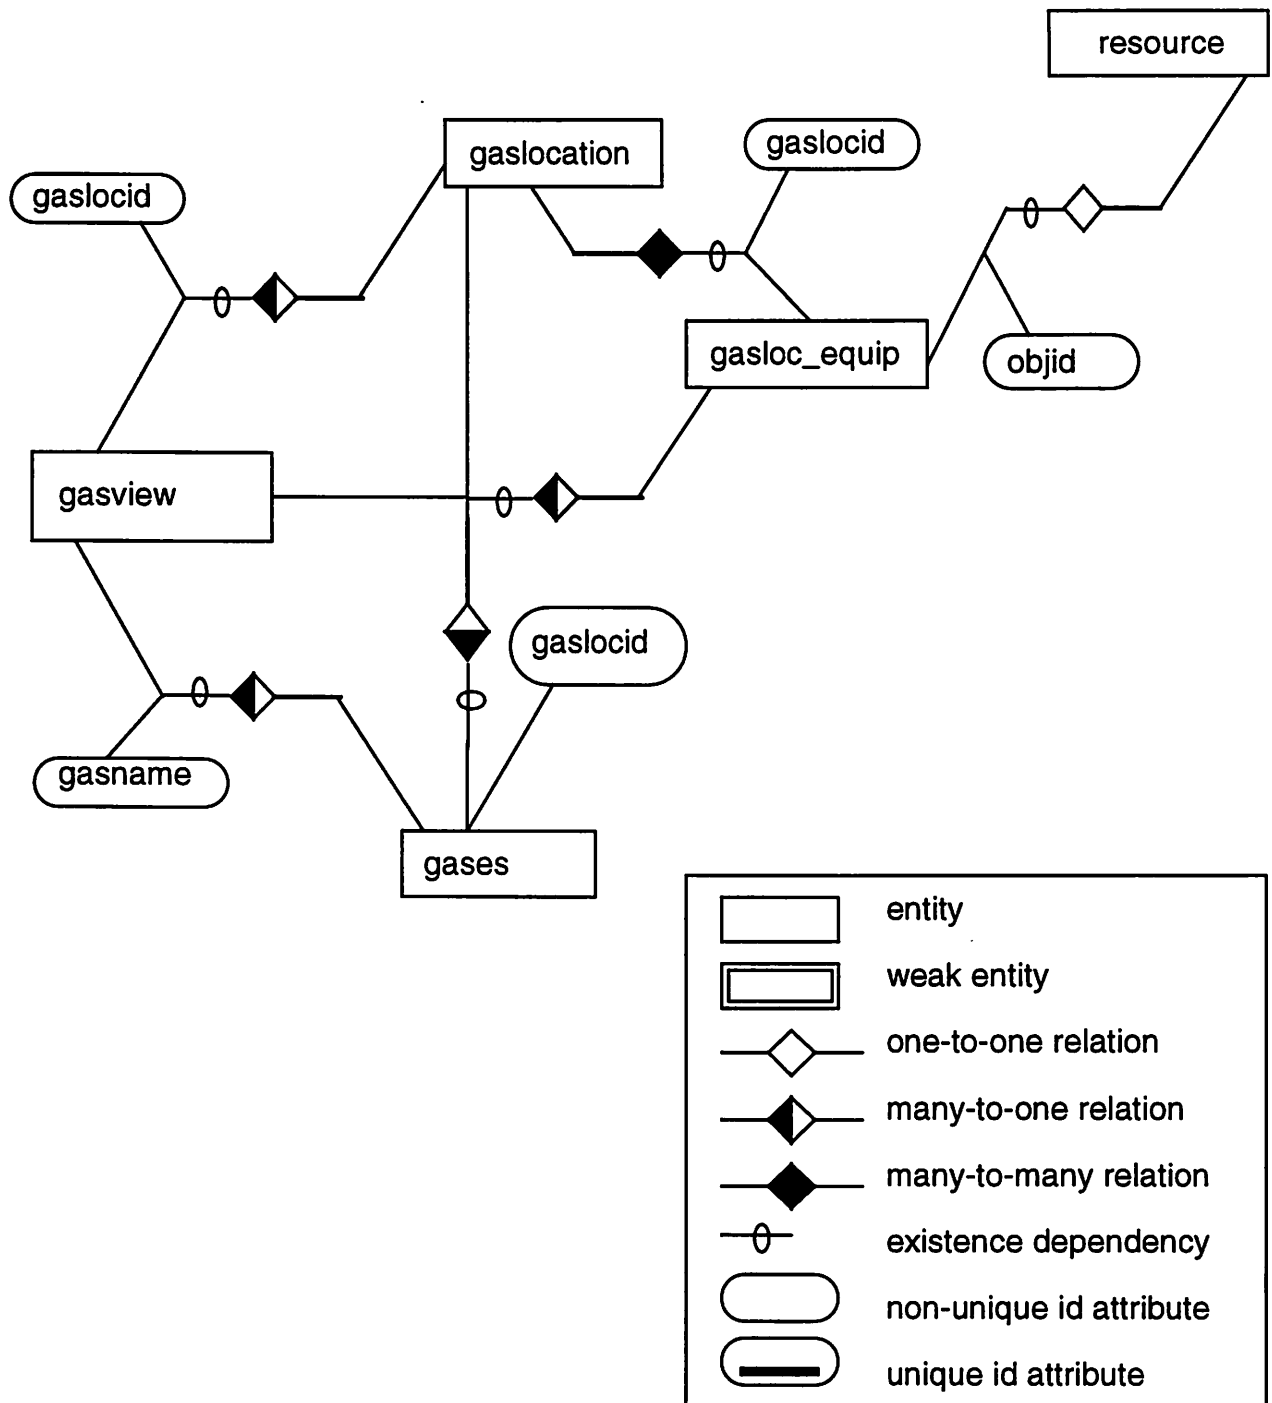 resource
gaslocation
gaslocid
gaslocid
gasloc_equip
objid
gasview
gaslocid
gasname
gases
entity
weak entity
one-to-one relation
many-to-one relation
many-to-many relation
existence dependency
non-unique id attribute
unique id attribute